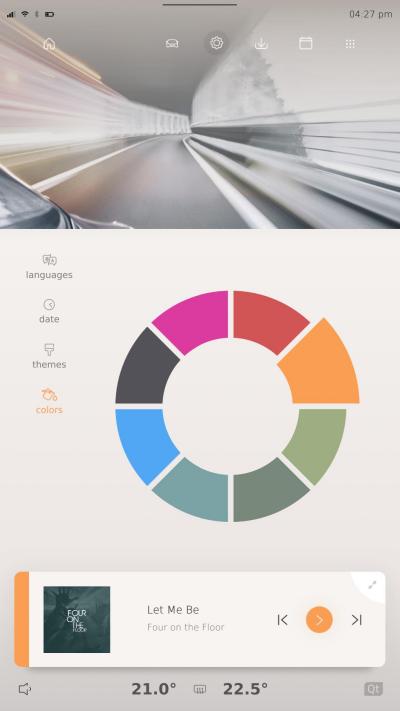 04:27 pm
languages
date
themes
colors
FOUR
ON
THE
FLOOR
Let Me Be
Four on the Floor
21.0°
22.5°
Qt